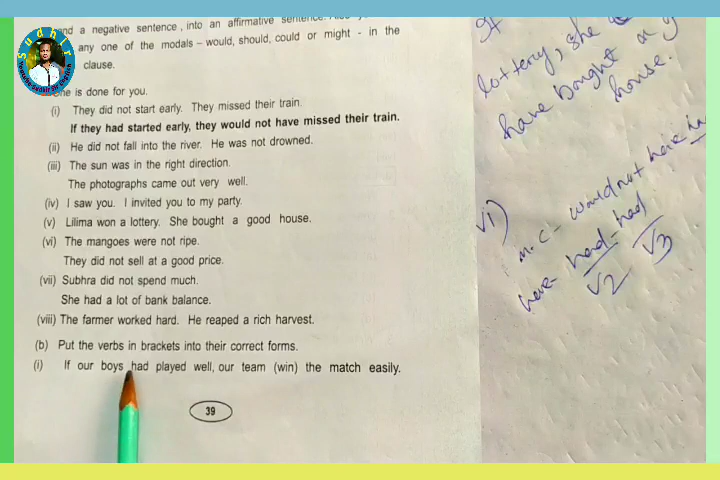 Sudhir
and a negative sentence, into an affirmative sentence.
any one of the modals – would, should, could or might - in the
clause.
One is done for you.
(i) They did not start early. They missed their train.
If they had started early, they would not have missed their train.
(ii) He did not fall into the river. He was not drowned.
(iii) The sun was in the right direction.
The photographs came out very well.
(iv) I saw you. I invited you to my party.
(v) Lilima won a lottery. She bought a good house.
(vi) The mangoes were not ripe.
They did not sell at a good price.
(vii) Subhra did not spend much.
She had a lot of bank balance.
(viii) The farmer worked hard. He reaped a rich harvest.
(b) Put the verbs in brackets into their correct forms.
(i) If our boys had played well, our team (win) the match easily.
39
lottery, she
have bought a g
house.
vi)
M.C - would not have ha
have - had - had
V2 V3